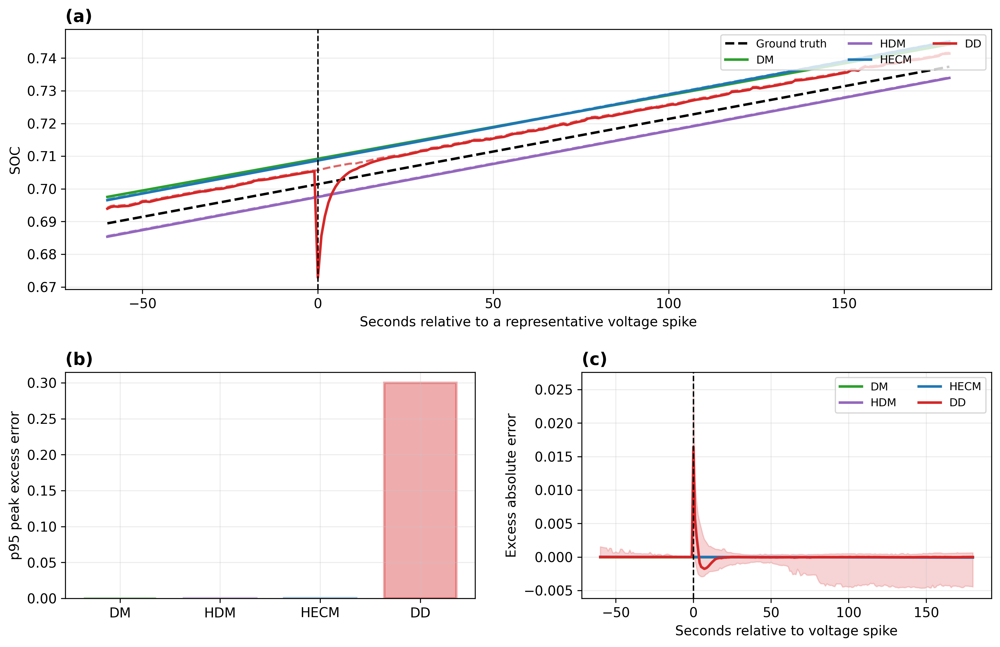 (a)
SOC
0.74
0.73
0.72
0.71
0.70
0.69
0.68
0.67
Ground truth
DM
HDM
HECM
DD
−50
0
50
100
150
Seconds relative to a representative voltage spike
(b)
p95 peak excess error
0.30
0.25
0.20
0.15
0.10
0.05
0.00
DM
HDM
HECM
DD
(c)
Excess absolute error
0.025
0.020
0.015
0.010
0.005
0.000
−0.005
DM
HDM
HECM
DD
−50
0
50
100
150
Seconds relative to voltage spike